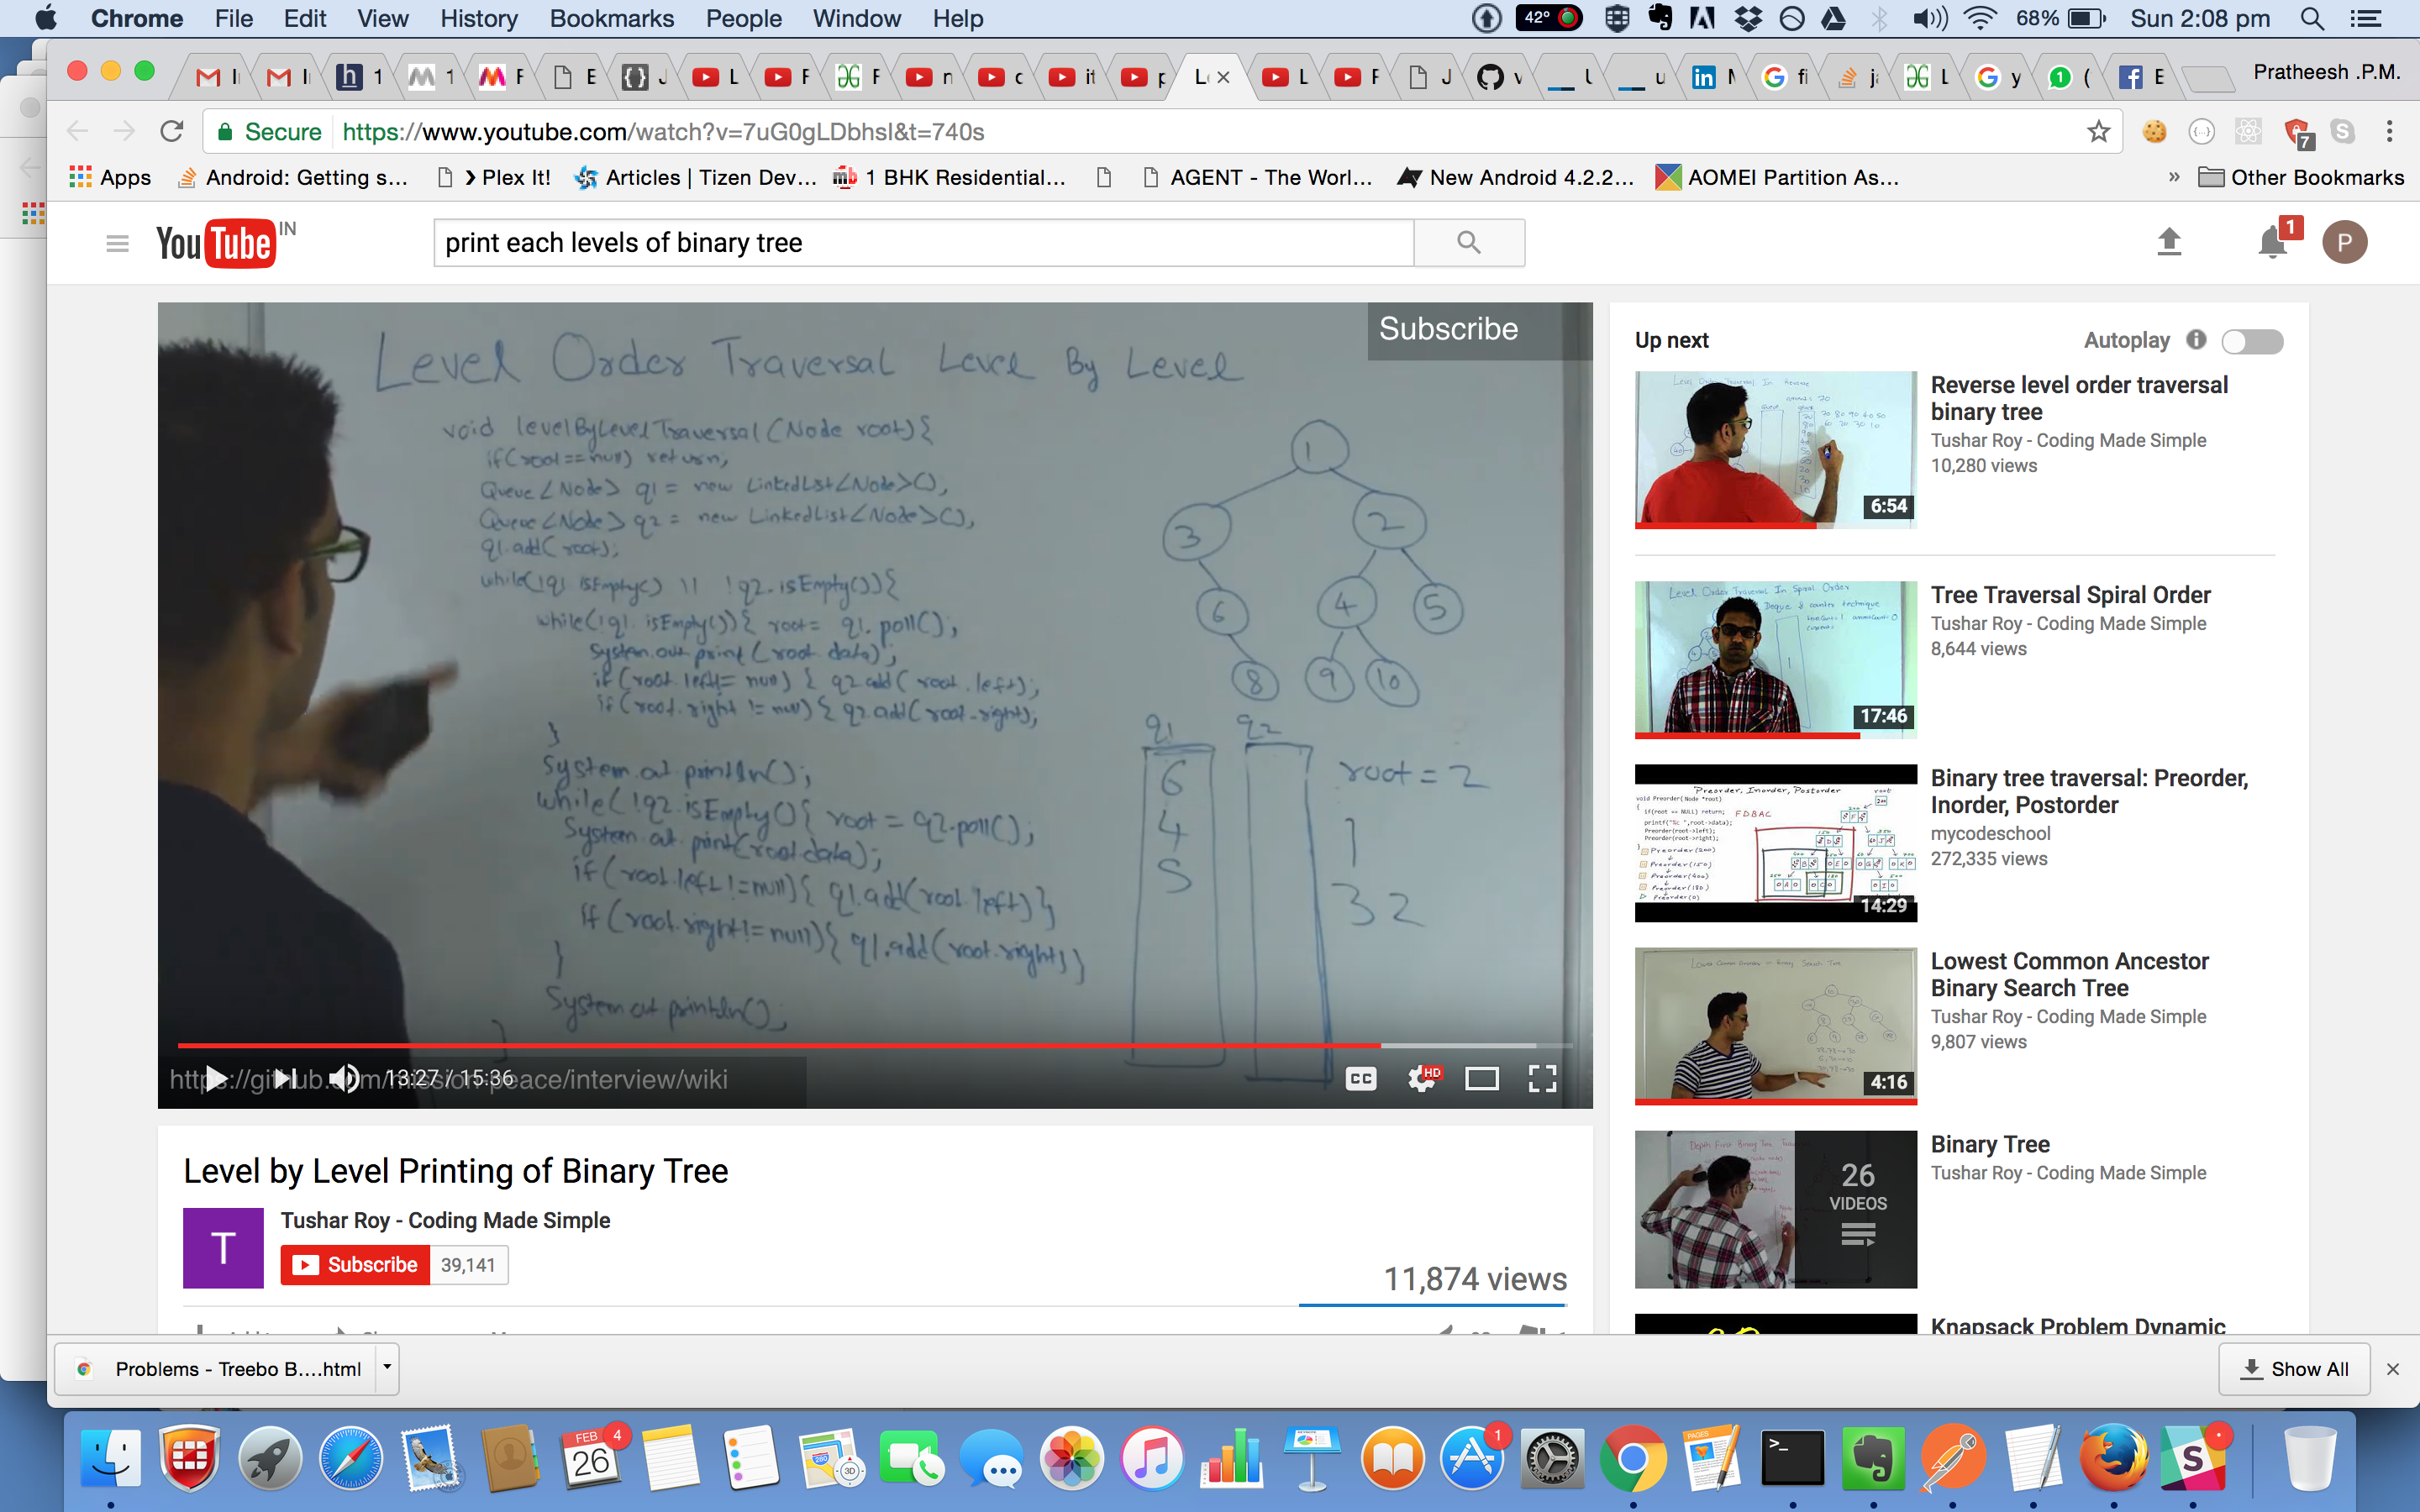 Chrome File Edit View History Bookmarks People Window Help
42° 68% Sun 2:08 pm
Pratheesh .P.M.
Secure https://www.youtube.com/watch?v=7uG0gLDbhsI&t=740s
7
Apps Android: Getting s... Plex It! Articles | Tizen Dev... 1 BHK Residential... AGENT - The Worl... New Android 4.2.2... AOMEI Partition As... » Other Bookmarks
YouTube IN
print each levels of binary tree
1
P
Subscribe
Level Order Traversal Level By Level
void levelByLevelTraversal(Node root){
if(root==null) return;
Queue<Node> q1 = new LinkedList<Node>();
Queue<Node> q2 = new LinkedList<Node>();
q1.add(root);
while(!q1.isEmpty() || !q2.isEmpty()){
while(!q1.isEmpty()){ root= q1.poll();
System.out.print(root.data);
if(root.left!= null) { q2.add(root.left);
if(root.right != null) { q2.add(root.right);
}
System.out.println();
while(!q2.isEmpty(){ root = q2.poll();
System.out.print(root.data);
if(root.left!=null){ q1.add(root.left)}
if(root.right!=null){ q1.add(root.right)}
}
System.out.println();
}
1
3 2
6 4 5
8 9 10
q1 q2
6
4
5
root = 2
1
3 2
https://github.com/mission-peace/interview/wiki
13:27 / 15:36
CC HD
Level by Level Printing of Binary Tree
T
Tushar Roy - Coding Made Simple
Subscribe 39,141
11,874 views
Up next
Autoplay
6:54
Reverse level order traversal
binary tree
Tushar Roy - Coding Made Simple
10,280 views
17:46
Tree Traversal Spiral Order
Tushar Roy - Coding Made Simple
8,644 views
Preorder, Inorder, Postorder
14:29
Binary tree traversal: Preorder,
Inorder, Postorder
mycodeschool
272,335 views
4:16
Lowest Common Ancestor
Binary Search Tree
Tushar Roy - Coding Made Simple
9,807 views
26
VIDEOS
Binary Tree
Tushar Roy - Coding Made Simple
Knapsack Problem Dynamic
Problems - Treebo B....html
Show All
FEB
26
4
1